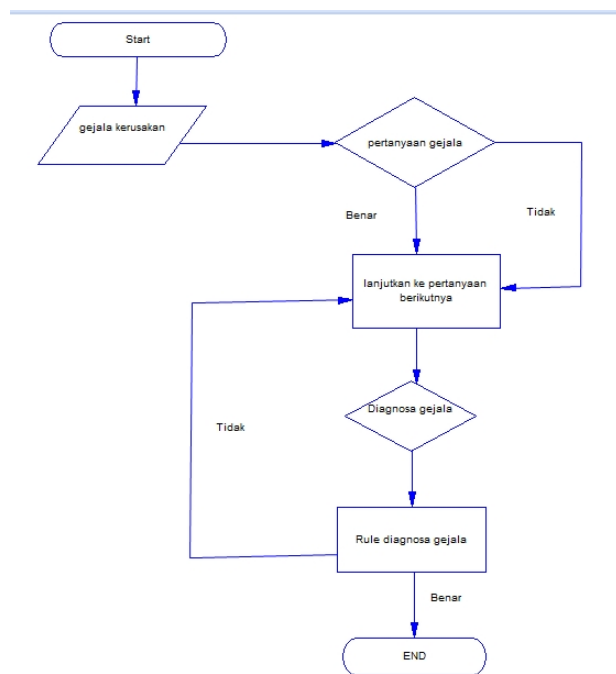 Start
gejala kerusakan
pertanyaan gejala
Benar
Tidak
lanjutkan ke pertanyaan
berikutnya
Diagnosa gejala
Tidak
Rule diagnosa gejala
Benar
END